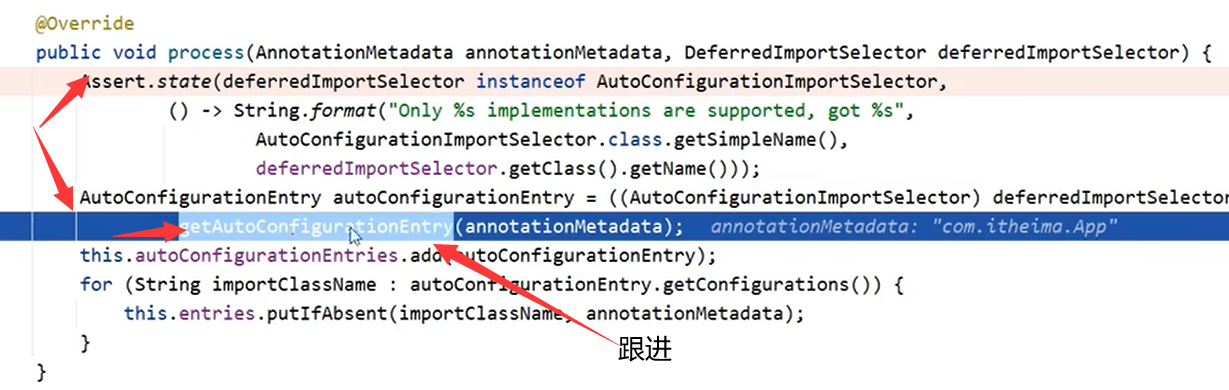 @Override
public void process(AnnotationMetadata annotationMetadata, DeferredImportSelector deferredImportSelector) {
Assert.state(deferredImportSelector instanceof AutoConfigurationImportSelector,
() -> String.format("Only %s implementations are supported, got %s",
AutoConfigurationImportSelector.class.getSimpleName(),
deferredImportSelector.getClass().getName()));
AutoConfigurationEntry autoConfigurationEntry = ((AutoConfigurationImportSelector) deferredImportSelector
getAutoConfigurationEntry(annotationMetadata); annotationMetadata: "com.itheima.App"
this.autoConfigurationEntries.add(autoConfigurationEntry);
for (String importClassName : autoConfigurationEntry.getConfigurations()) {
this.entries.putIfAbsent(importClassName, annotationMetadata);
}
跟进
}